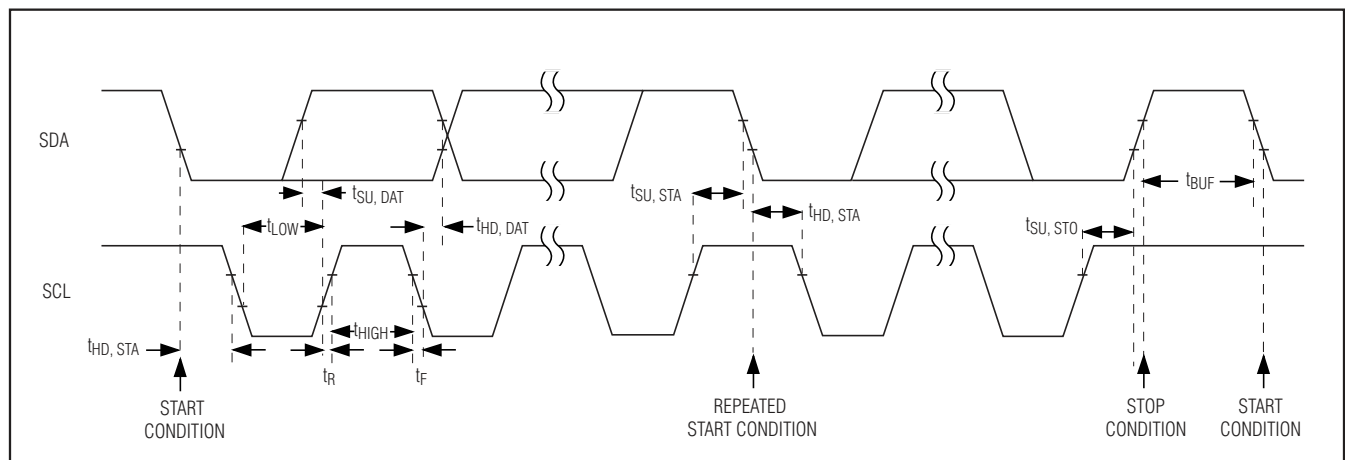 SDA
tSU, DAT
tSU, STA
tBUF
tLOW
tHD, DAT
tHD, STA
tSU, STO
SCL
tHIGH
tHD, STA
tR
tF
START
CONDITION
REPEATED
START CONDITION
STOP
CONDITION
START
CONDITION